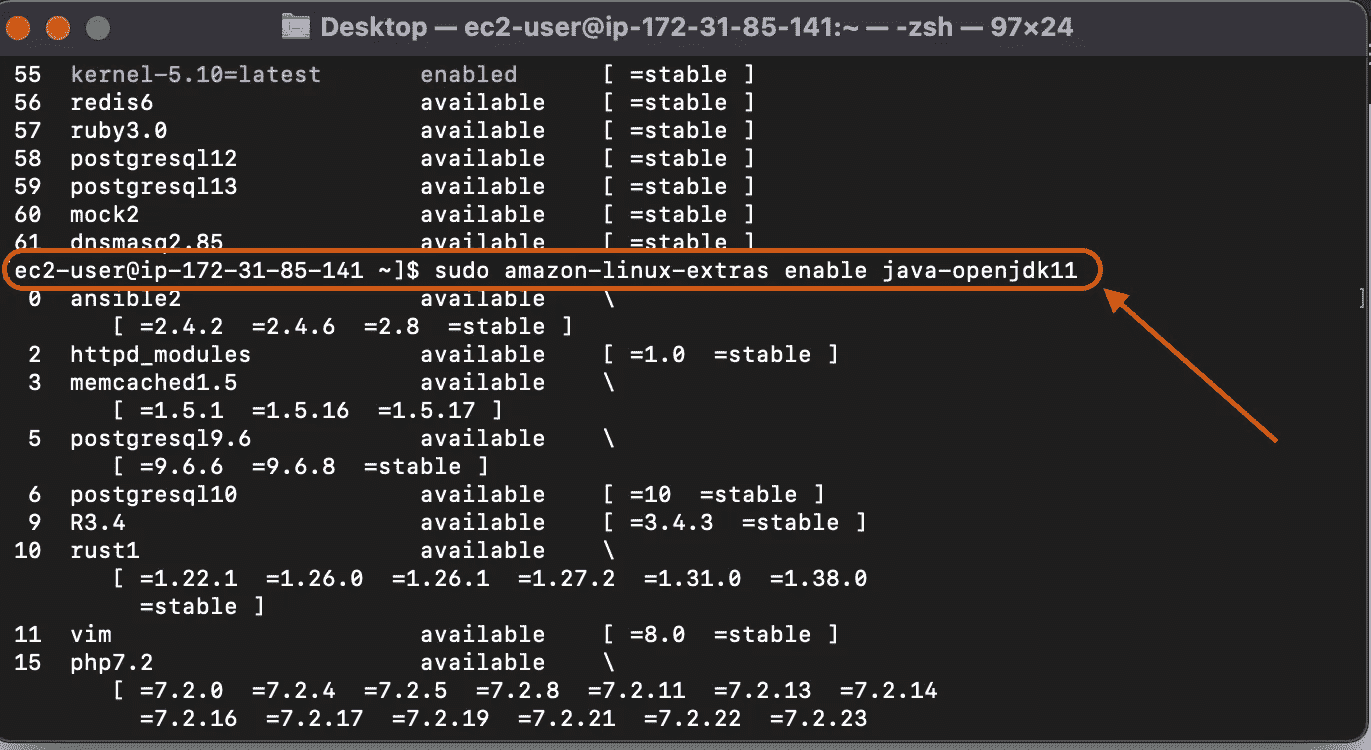 Desktop — ec2-user@ip-172-31-85-141:~ — -zsh — 97×24
55 kernel-5.10=latest enabled [ =stable ]
56 redis6 available [ =stable ]
57 ruby3.0 available [ =stable ]
58 postgresql12 available [ =stable ]
59 postgresql13 available [ =stable ]
60 mock2 available [ =stable ]
61 dnsmasq2.85 available [ =stable ]
ec2-user@ip-172-31-85-141 ~]$ sudo amazon-linux-extras enable java-openjdk11
0 ansible2 available \ ]
[ =2.4.2 =2.4.6 =2.8 =stable ]
2 httpd_modules available [ =1.0 =stable ]
3 memcached1.5 available \
[ =1.5.1 =1.5.16 =1.5.17 ]
5 postgresql9.6 available \
[ =9.6.6 =9.6.8 =stable ]
6 postgresql10 available [ =10 =stable ]
9 R3.4 available [ =3.4.3 =stable ]
10 rust1 available \
[ =1.22.1 =1.26.0 =1.26.1 =1.27.2 =1.31.0 =1.38.0
=stable ]
11 vim available [ =8.0 =stable ]
15 php7.2 available \
[ =7.2.0 =7.2.4 =7.2.5 =7.2.8 =7.2.11 =7.2.13 =7.2.14
=7.2.16 =7.2.17 =7.2.19 =7.2.21 =7.2.22 =7.2.23